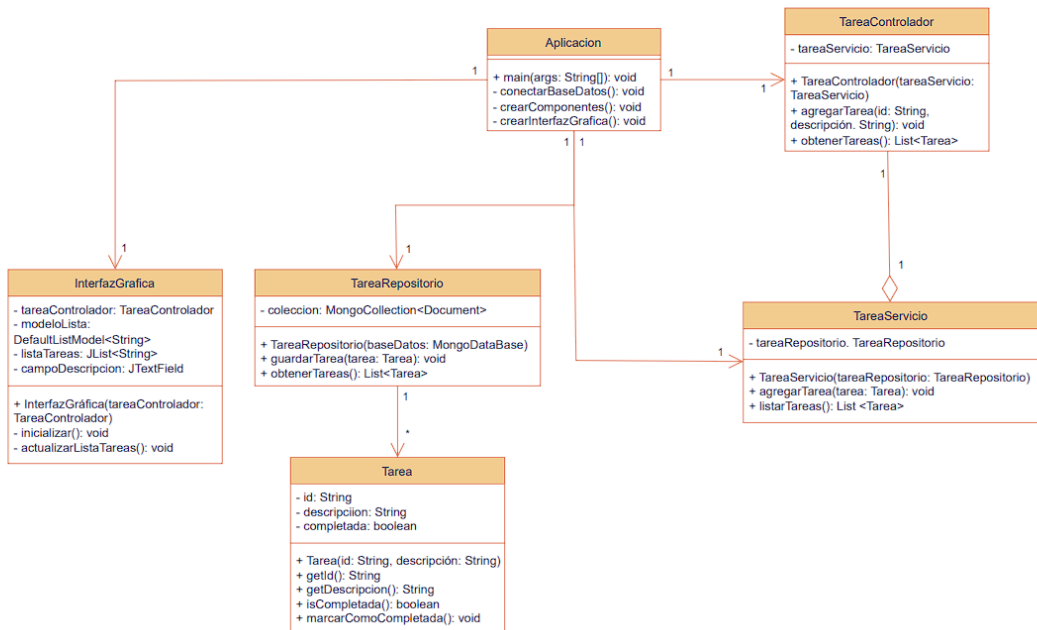 Aplicacion
+ main(args: String[]): void
- conectarBaseDatos(): void
- crearComponentes(): void
- crearInterfazGrafica(): void
TareaControlador
- tareaServicio: TareaServicio
+ TareaControlador(tareaServicio:
TareaServicio)
+ agregarTarea(id: String,
descripción. String): void
+ obtenerTareas(): List<Tarea>
1
1
1
1
1
1
1
1
1
1
1
InterfazGrafica
- tareaControlador: TareaControlador
- modeloLista:
DefaultListModel<String>
- listaTareas: JList<String>
- campoDescripcion: JTextField
+ InterfazGráfica(tareaControlador:
TareaControlador)
- inicializar(): void
- actualizarListaTareas(): void
TareaRepositorio
- coleccion: MongoCollection<Document>
+ TareaRepositorio(baseDatos: MongoDataBase)
+ guardarTarea(tarea: Tarea): void
+ obtenerTareas(): List<Tarea>
TareaServicio
- tareaRepositorio. TareaRepositorio
+ TareaServicio(tareaRepositorio: TareaRepositorio)
+ agregarTarea(tarea: Tarea): void
+ listarTareas(): List <Tarea>
*
Tarea
- id: String
- descripciion: String
- completada: boolean
+ Tarea(id: String, descripción: String)
+ getId(): String
+ getDescripcion(): String
+ isCompletada(): boolean
+ marcarComoCompletada(): void